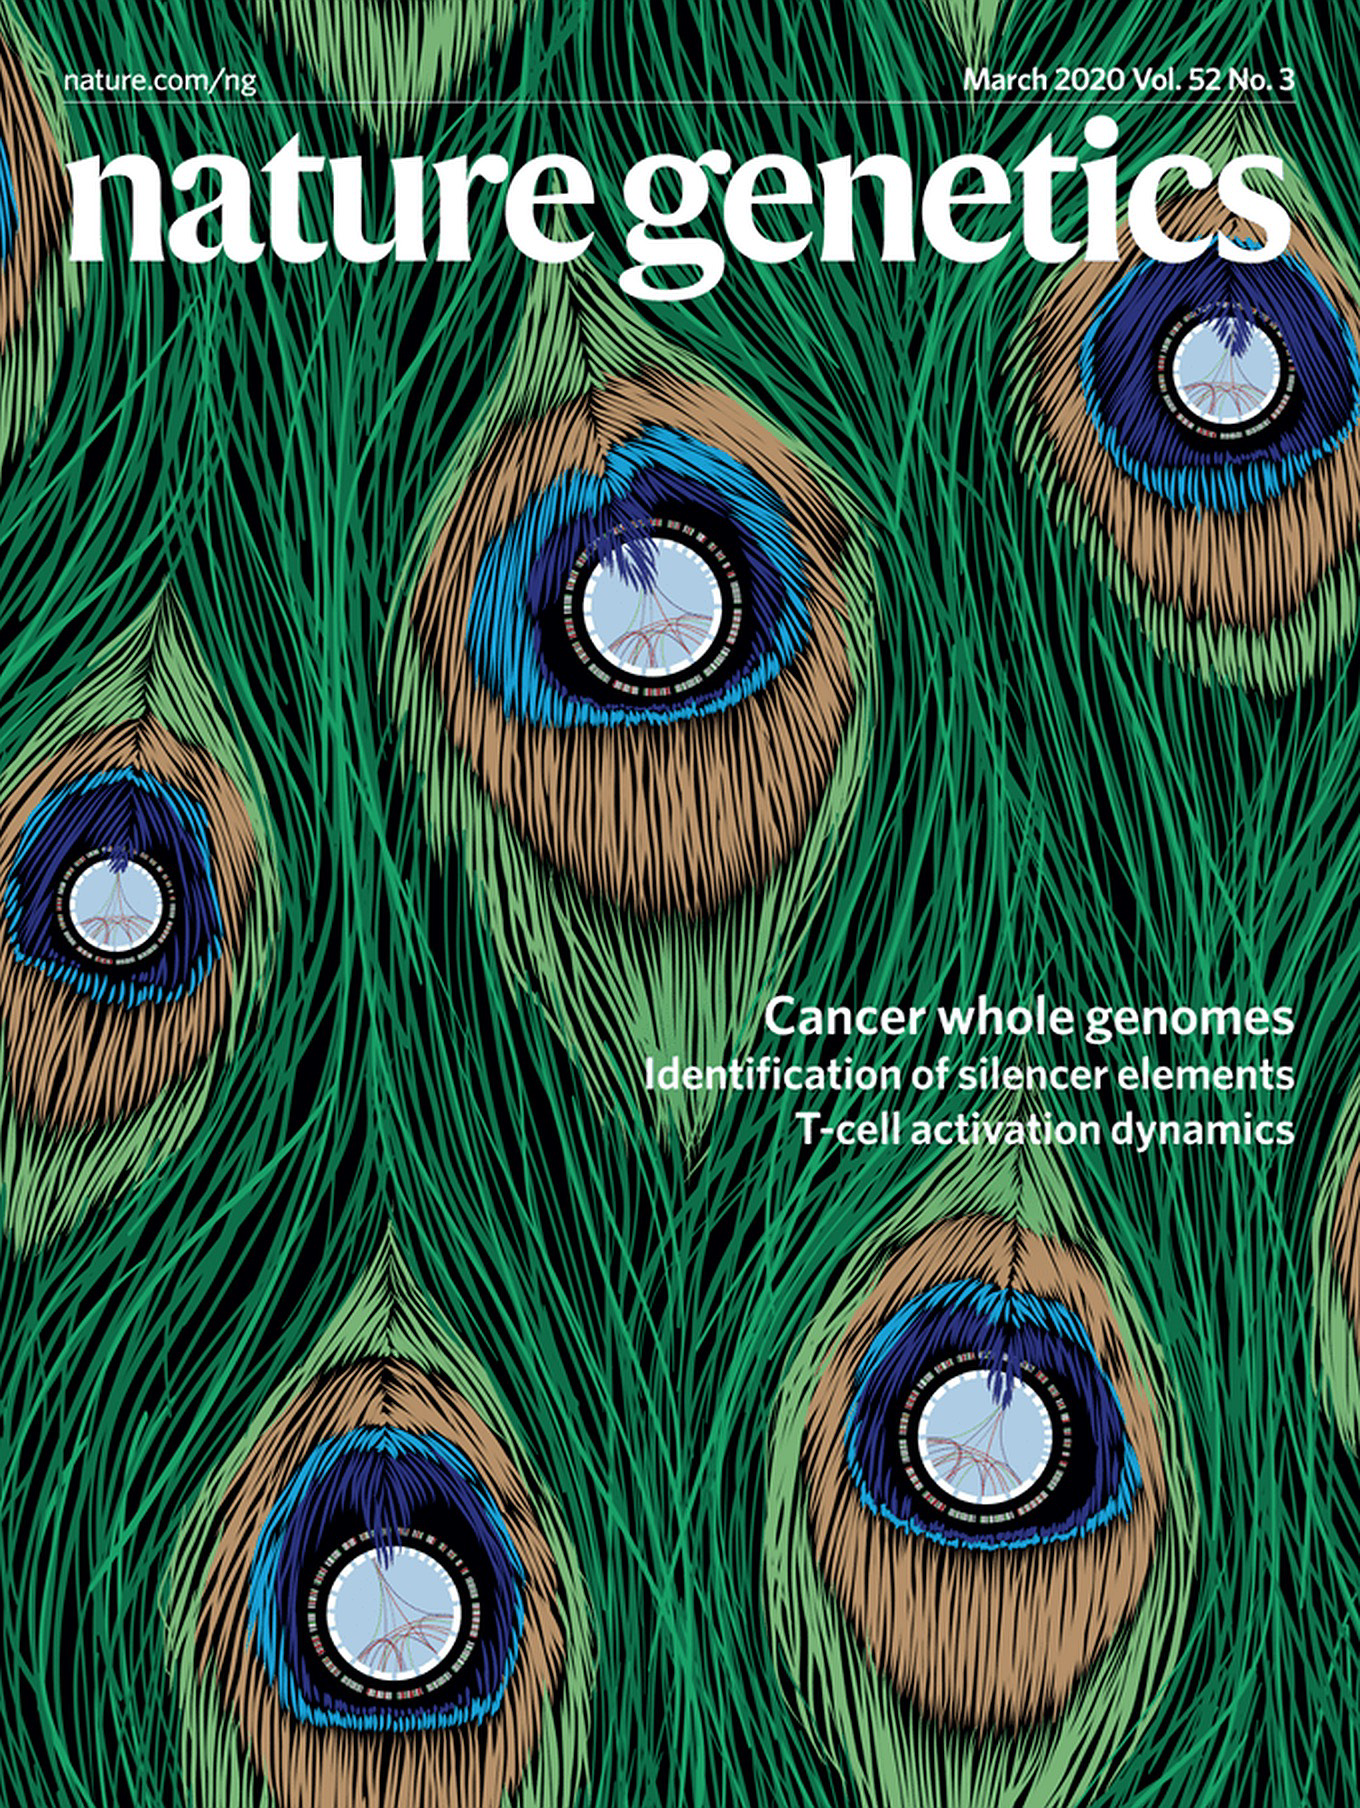 nature.com/ng
March 2020 Vol. 52 No. 3
nature genetics
Cancer whole genomes
Identification of silencer elements
T-cell activation dynamics